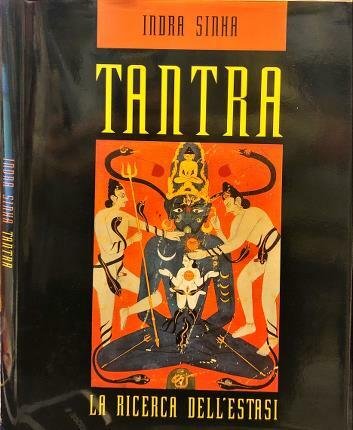 INDRA SINHA
TANTRA
LA RICERCA DELL'ESTASI
INDRA SINHA TANTRA